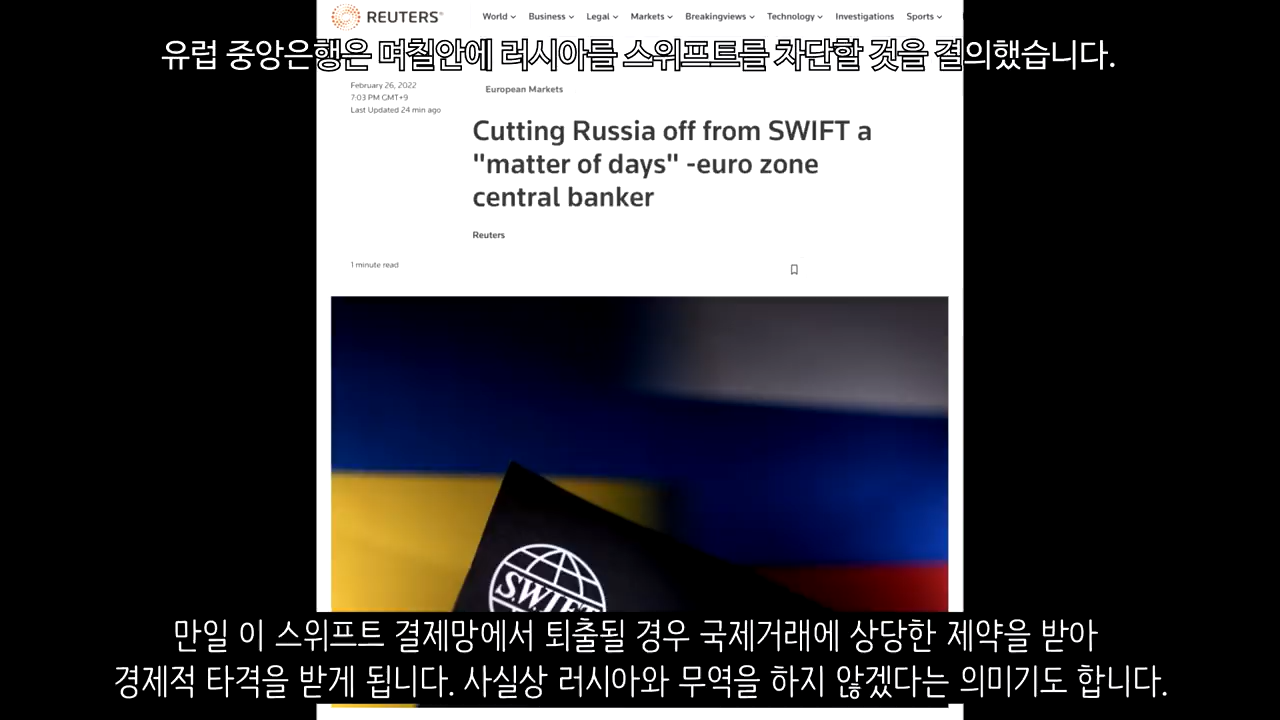 REUTERS®
World Business Legal Markets Breakingviews Technology Investigations Sports
유럽 중앙은행은 며칠안에 러시아를 스위프트를 차단할 것을 결의했습니다.
February 26, 2022
7:03 PM GMT+9
Last Updated 24 min ago
European Markets
Cutting Russia off from SWIFT a
"matter of days" -euro zone
central banker
Reuters
1 minute read
S.W.I.F.T
만일 이 스위프트 결제망에서 퇴출될 경우 국제거래에 상당한 제약을 받아
경제적 타격을 받게 됩니다. 사실상 러시아와 무역을 하지 않겠다는 의미기도 합니다.